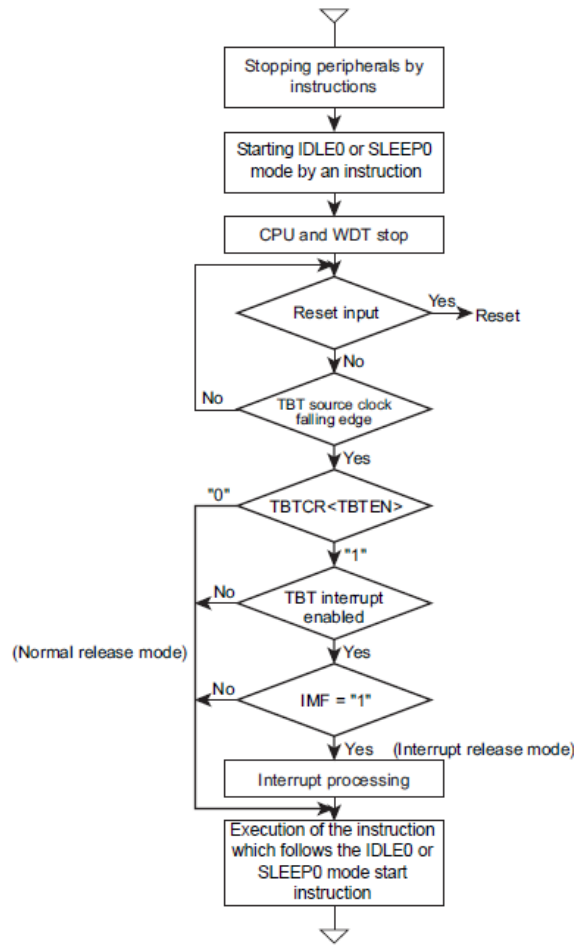 Stopping peripherals by
instructions
Starting IDLE0 or SLEEP0
mode by an instruction
CPU and WDT stop
Reset input
Yes
Reset
No
No
TBT source clock
falling edge
Yes
"0"
TBTCR<TBTEN>
"1"
No
TBT interrupt
enabled
(Normal release mode)
Yes
No
IMF = "1"
Yes (Interrupt release mode)
Interrupt processing
Execution of the instruction
which follows the IDLE0 or
SLEEP0 mode start
instruction